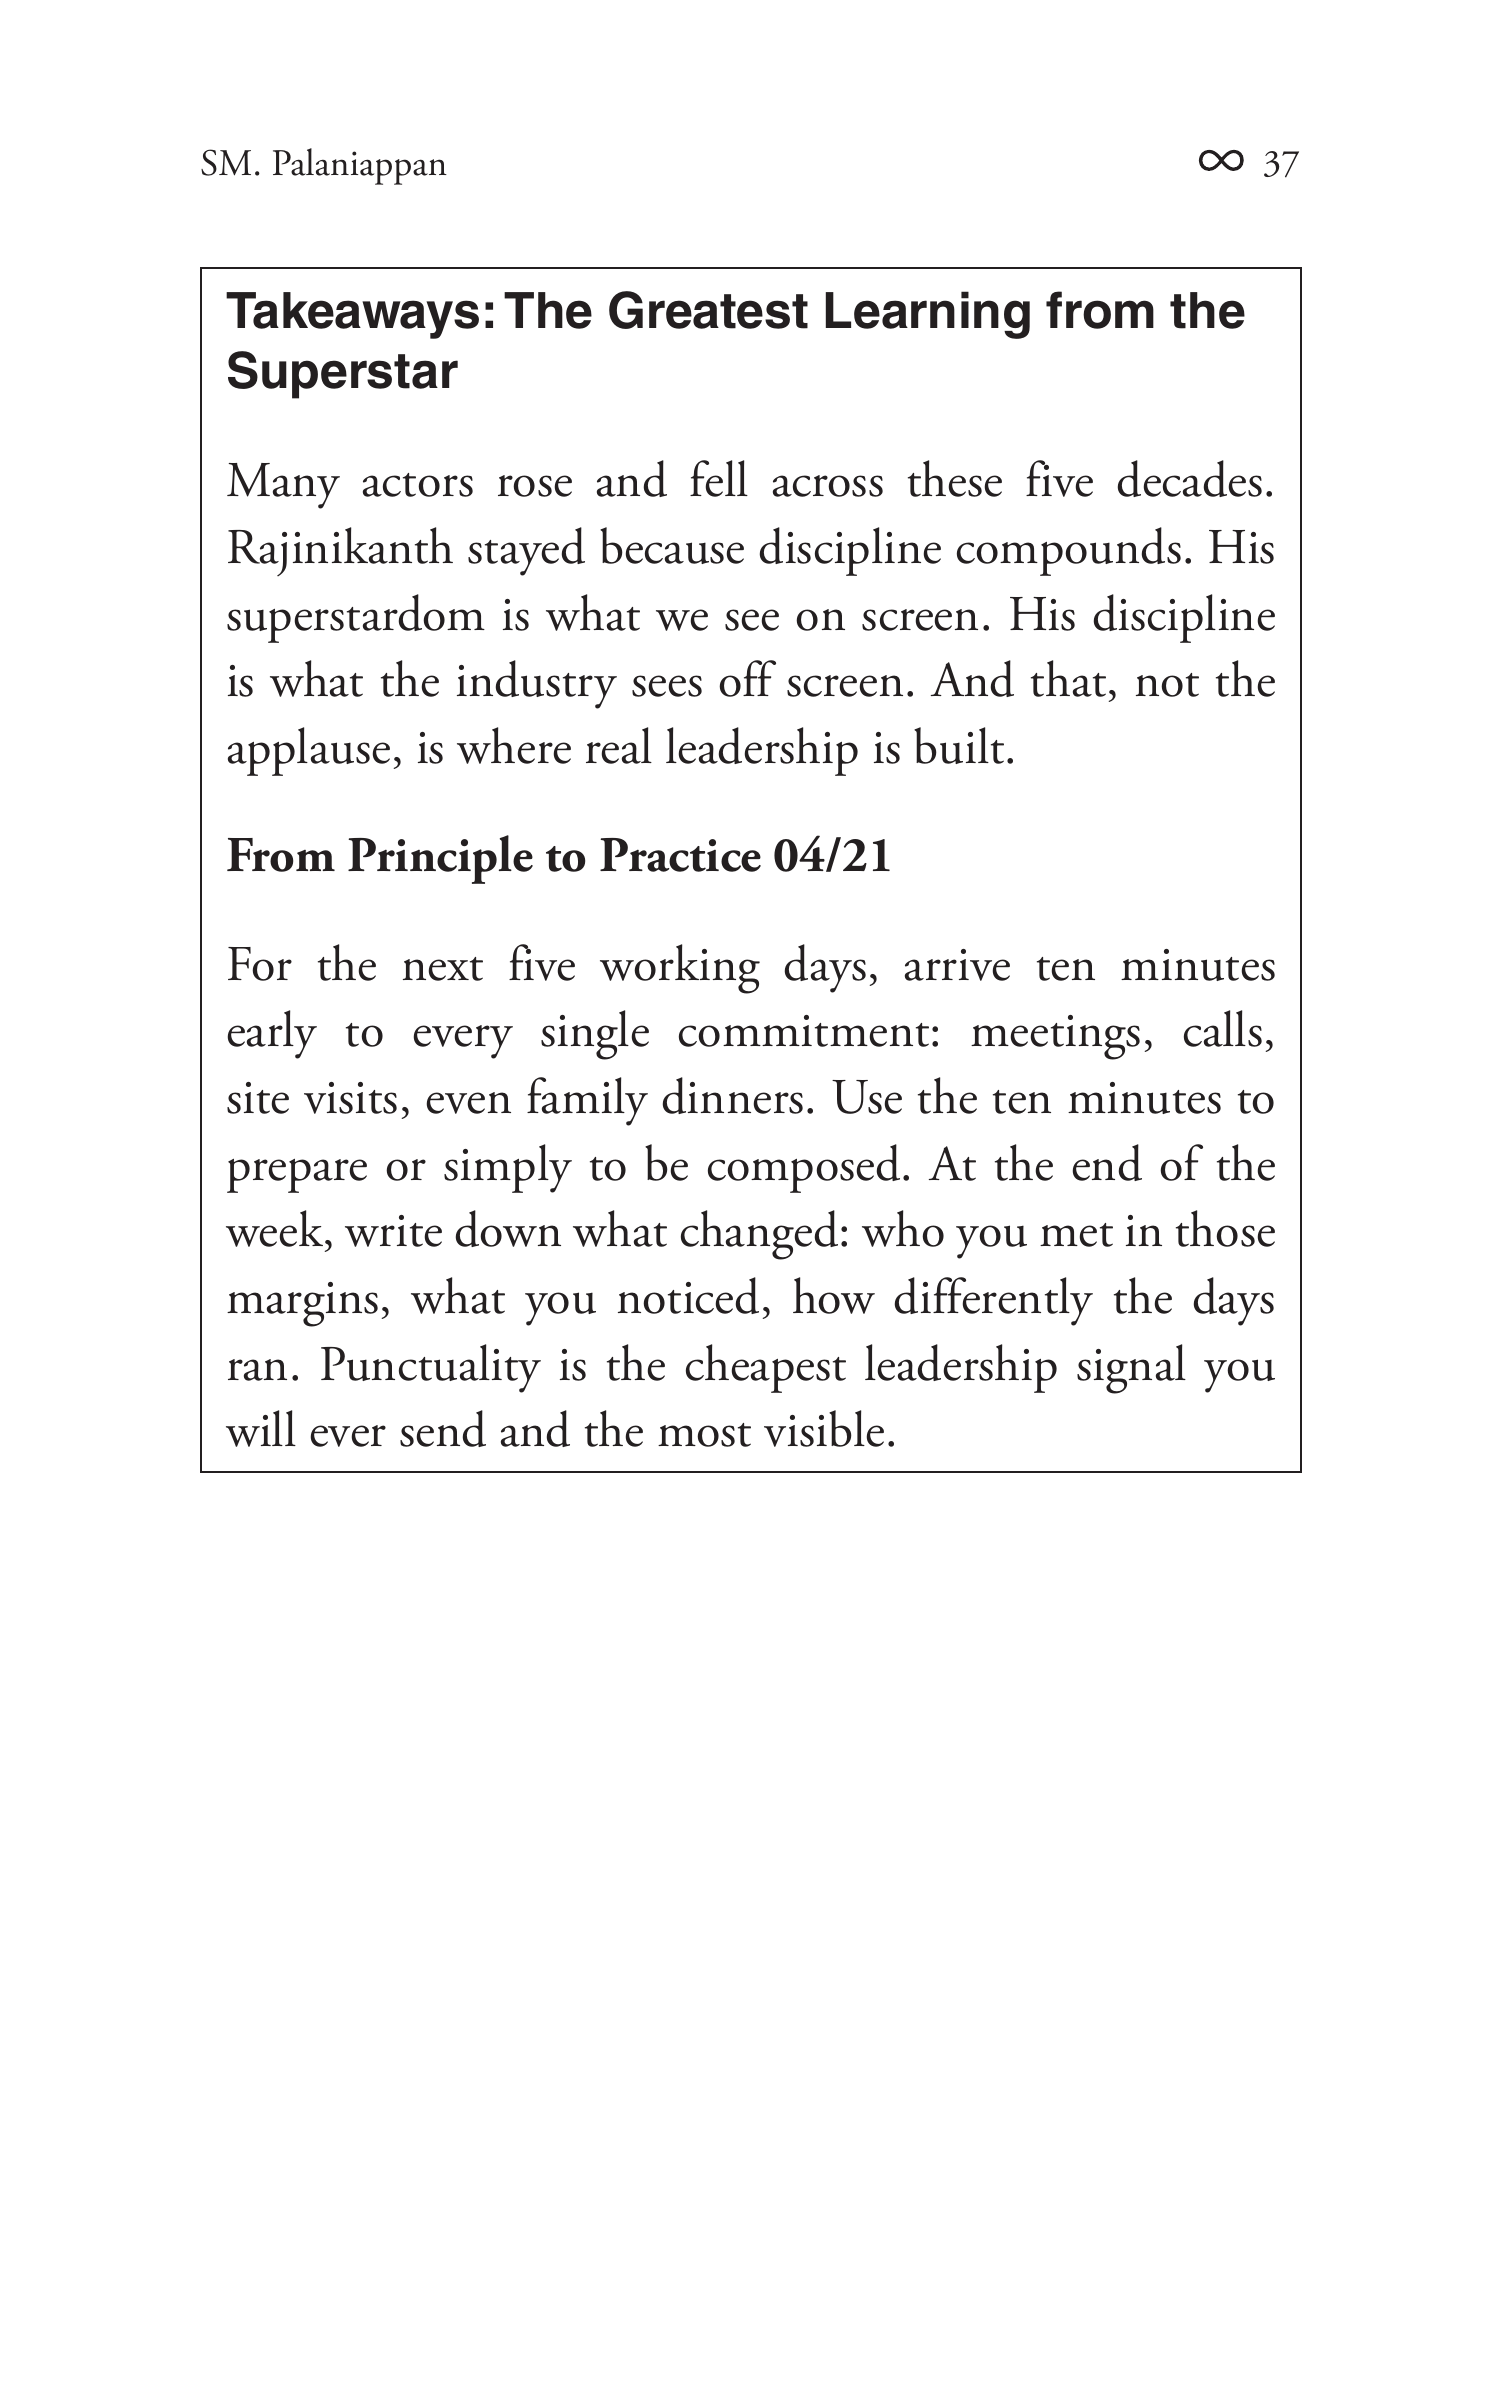 SM. Palaniappan ∞ 37
Takeaways: The Greatest Learning from the
Superstar
Many actors rose and fell across these five decades.
Rajinikanth stayed because discipline compounds. His
superstardom is what we see on screen. His discipline
is what the industry sees off screen. And that, not the
applause, is where real leadership is built.
From Principle to Practice 04/21
For the next five working days, arrive ten minutes
early to every single commitment: meetings, calls,
site visits, even family dinners. Use the ten minutes to
prepare or simply to be composed. At the end of the
week, write down what changed: who you met in those
margins, what you noticed, how differently the days
ran. Punctuality is the cheapest leadership signal you
will ever send and the most visible.